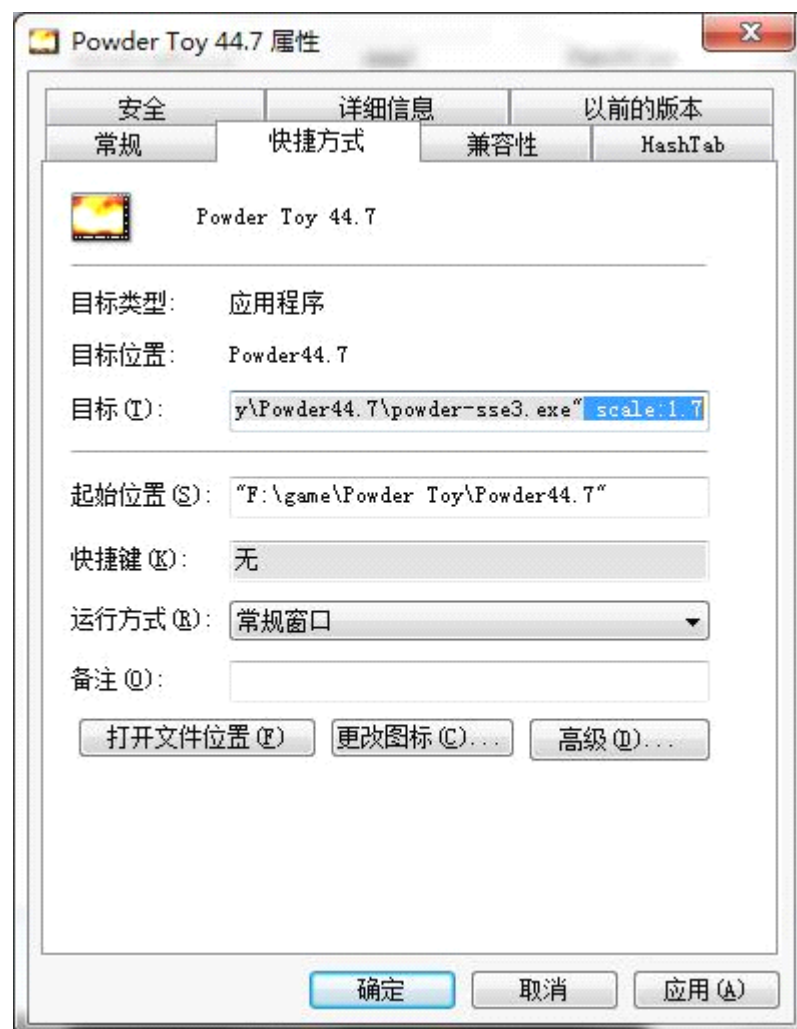 Powder Toy 44.7 属性
安全 详细信息 以前的版本
常规 快捷方式 兼容性 HashTab
Powder Toy 44.7
目标类型: 应用程序
目标位置: Powder44.7
目标(T): y\Powder44.7\powder-sse3.exe" scale:1.7
起始位置(S): "F:\game\Powder Toy\Powder44.7"
快捷键(K): 无
运行方式(R): 常规窗口
备注(O):
打开文件位置(F) 更改图标(C)... 高级(D)...
确定 取消 应用(A)